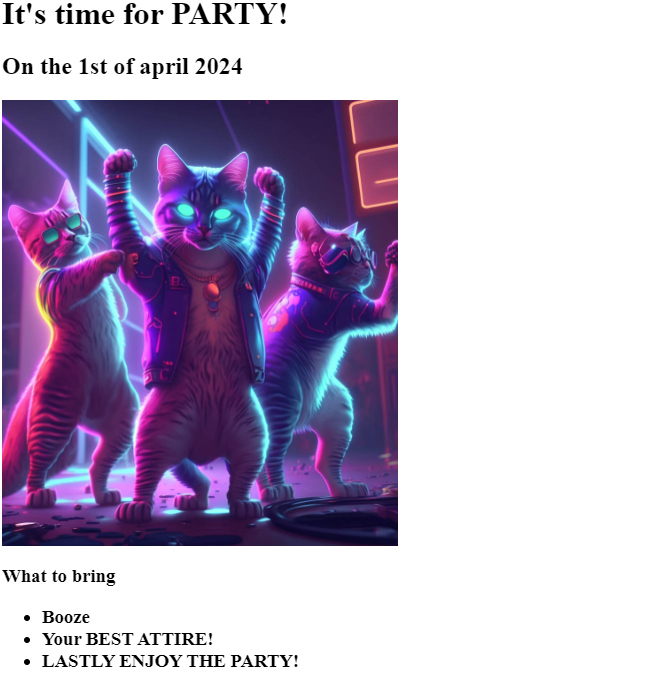 It's time for PARTY!
On the 1st of april 2024
What to bring
Booze
Your BEST ATTIRE!
LASTLY ENJOY THE PARTY!